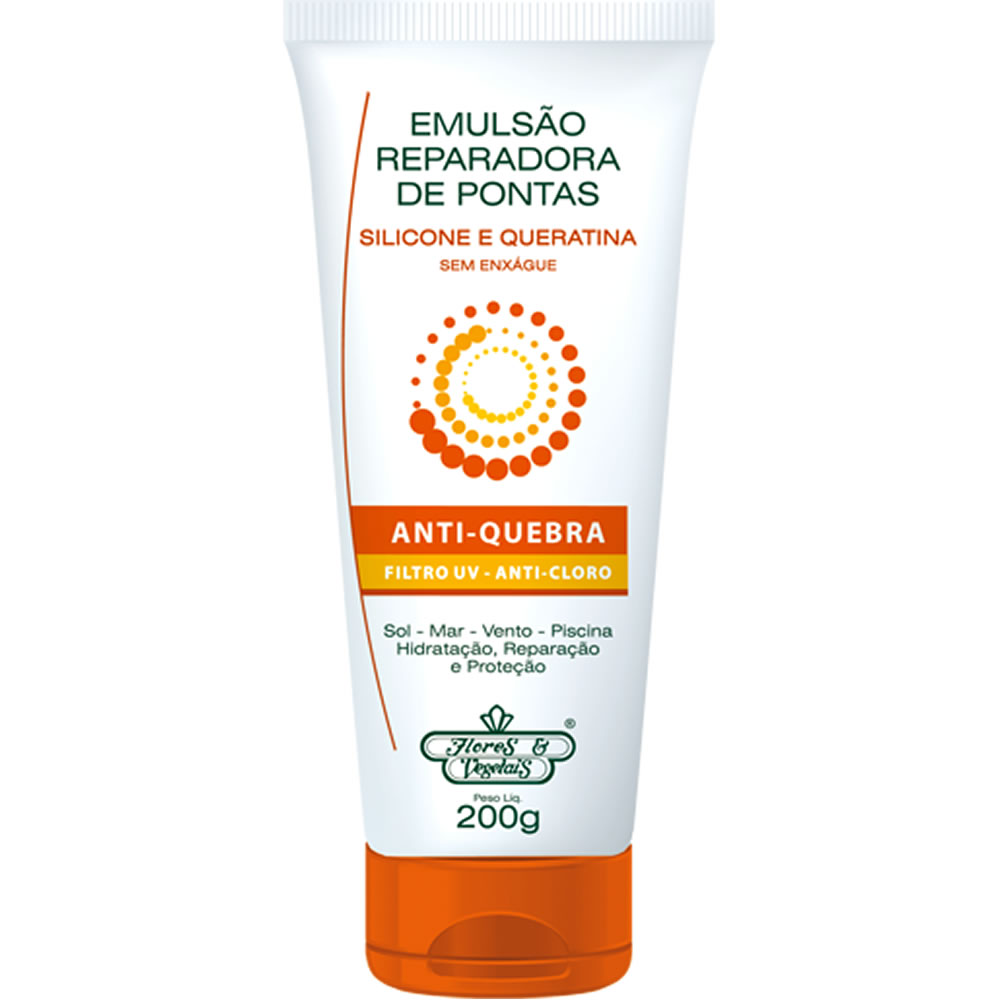 EMULSÃO
REPARADORA
DE PONTAS
SILICONE E QUERATINA
SEM ENXÁGUE
ANTI-QUEBRA
FILTRO UV - ANTI-CLORO
Sol - Mar - Vento - Piscina
Hidratação, Reparação
e Proteção
Flores &
Vegetais
®
Peso Líq.
200g